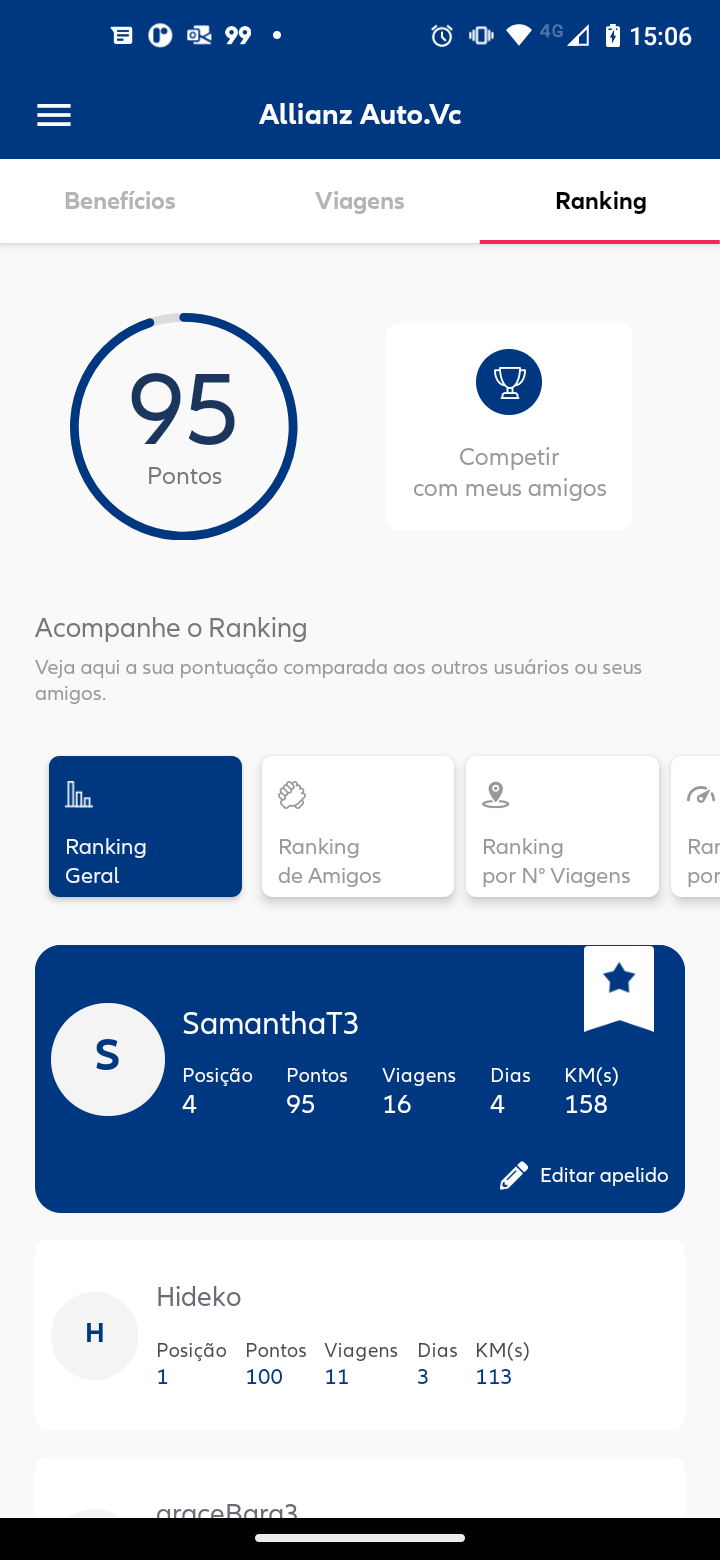 99
4G
15:06
Allianz Auto.Vc
Benefícios
Viagens
Ranking
95
Pontos
Competir
com meus amigos
Acompanhe o Ranking
Veja aqui a sua pontuação comparada aos outros usuários ou seus
amigos.
Ranking
Geral
Ranking
de Amigos
Ranking
por N° Viagens
S
SamanthaT3
Posição Pontos Viagens Dias KM(s)
4 95 16 4 158
Editar apelido
H
Hideko
Posição Pontos Viagens Dias KM(s)
1 100 11 3 113
graceBara3